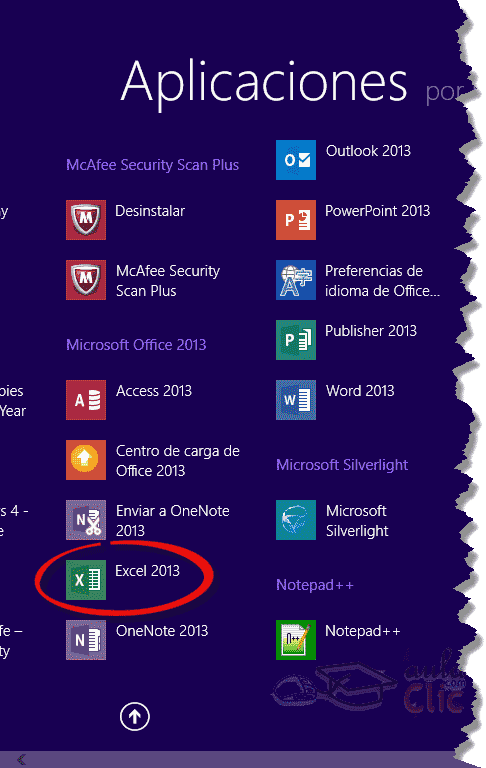 Aplicaciones por
McAfee Security Scan Plus
Desinstalar
McAfee Security
Scan Plus
Microsoft Office 2013
Access 2013
Centro de carga de
Office 2013
Enviar a OneNote
2013
Excel 2013
OneNote 2013
Outlook 2013
PowerPoint 2013
Preferencias de
idioma de Office...
Publisher 2013
Word 2013
Microsoft Silverlight
Microsoft
Silverlight
Notepad++
Notepad++
y
pies
Year
s 4 -
e
fe –
ty
aula
clic